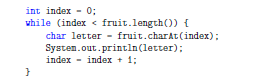 int index = 0;
while (index < fruit.length()) {
char letter = fruit.charAt(index);
System.out.println(letter);
index = index + 1;
}